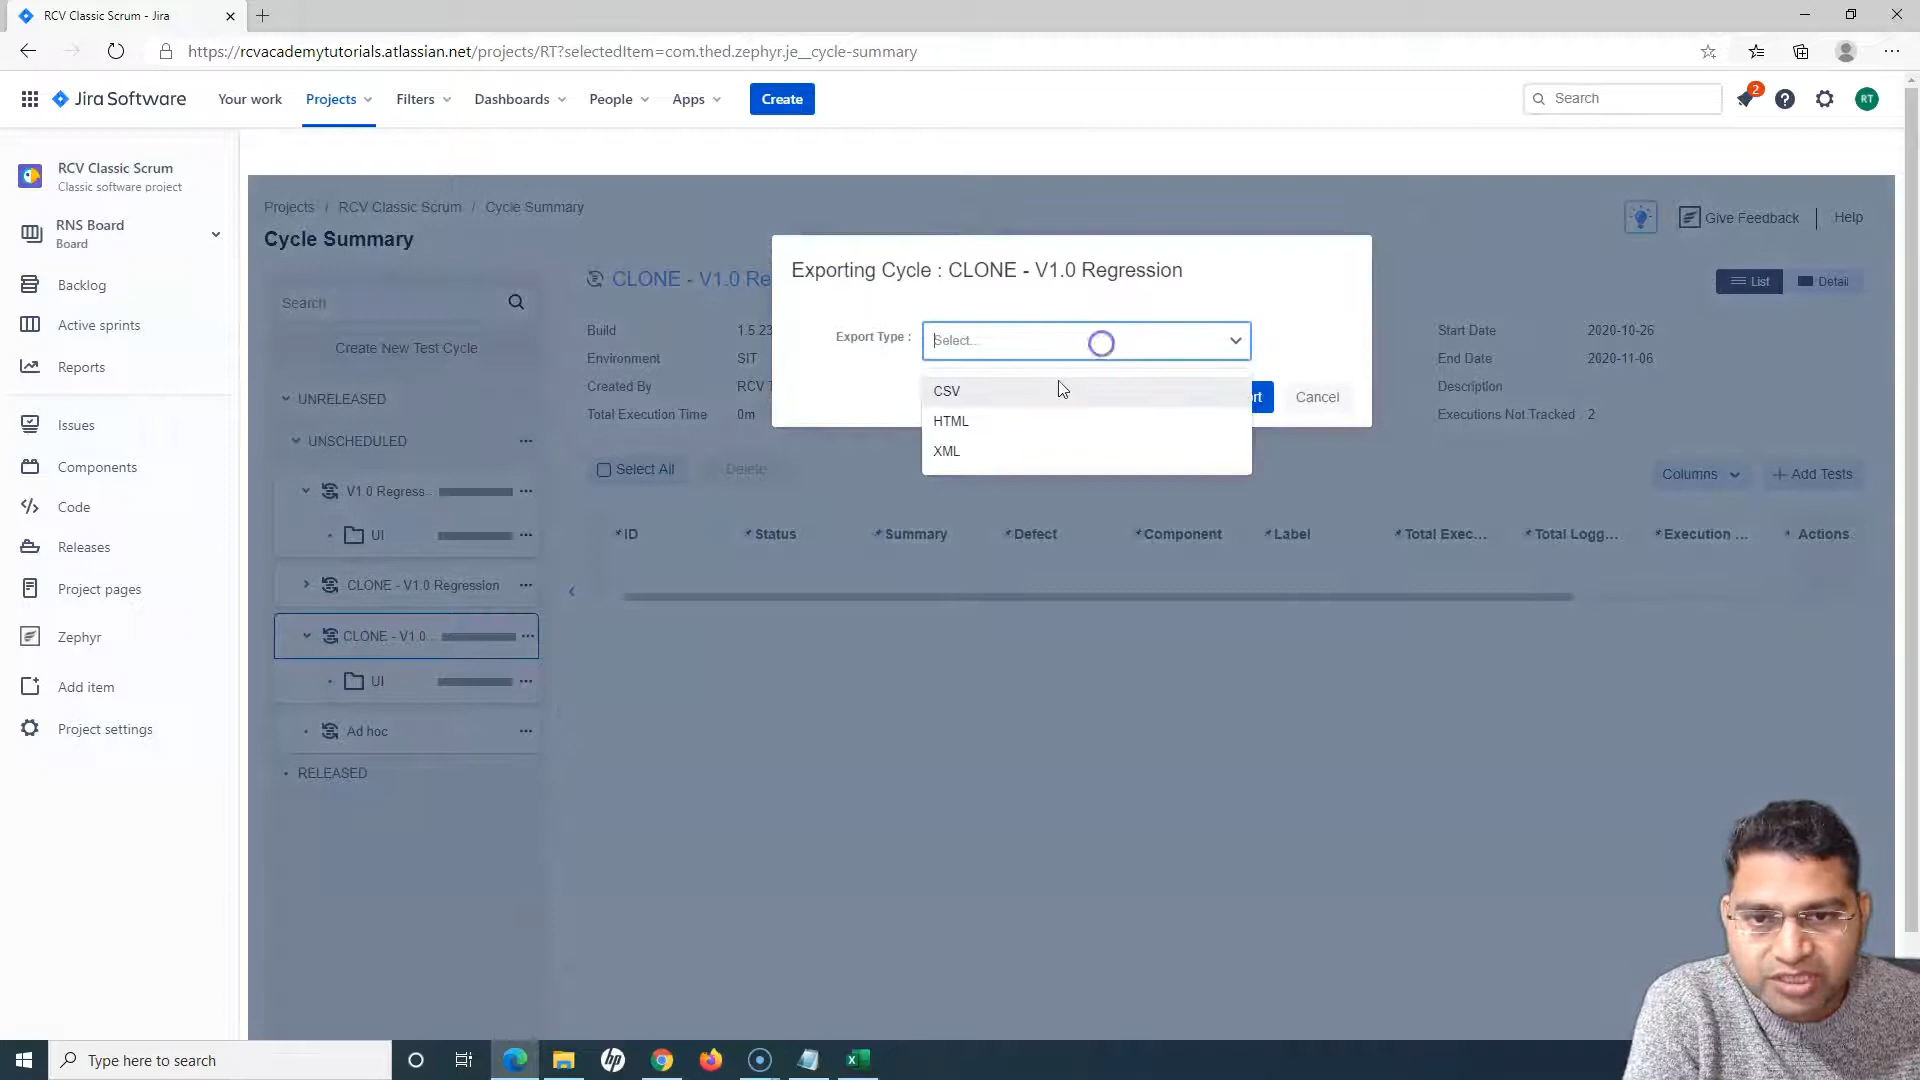 RCV Classic Scrum - Jira
https://rcvacademytutorials.atlassian.net/projects/RT?selectedItem=com.thed.zephyr.je__cycle-summary
Jira Software
Your work
Projects
Filters
Dashboards
People
Apps
Create
Search
2
RT
RCV Classic Scrum
Classic software project
RNS Board
Board
Backlog
Active sprints
Reports
Issues
Components
Code
Releases
Project pages
Zephyr
Add item
Project settings
Projects / RCV Classic Scrum / Cycle Summary
Cycle Summary
Give Feedback
Help
Search
Create New Test Cycle
UNRELEASED
UNSCHEDULED
V1.0 Regress...
UI
CLONE - V1.0 Regression
CLONE - V1.0...
UI
Ad hoc
RELEASED
CLONE - V1.0 Re
List
Detail
Build 1.5.23
Environment SIT
Created By RCV T
Total Execution Time 0m
Start Date 2020-10-26
End Date 2020-11-06
Description
Executions Not Tracked 2
Exporting Cycle : CLONE - V1.0 Regression
Export Type :
Select...
CSV
HTML
XML
rt
Cancel
Select All
Delete
Columns
Add Tests
ID
Status
Summary
Defect
Component
Label
Total Exec...
Total Logg...
Execution ...
Actions
Type here to search
hp